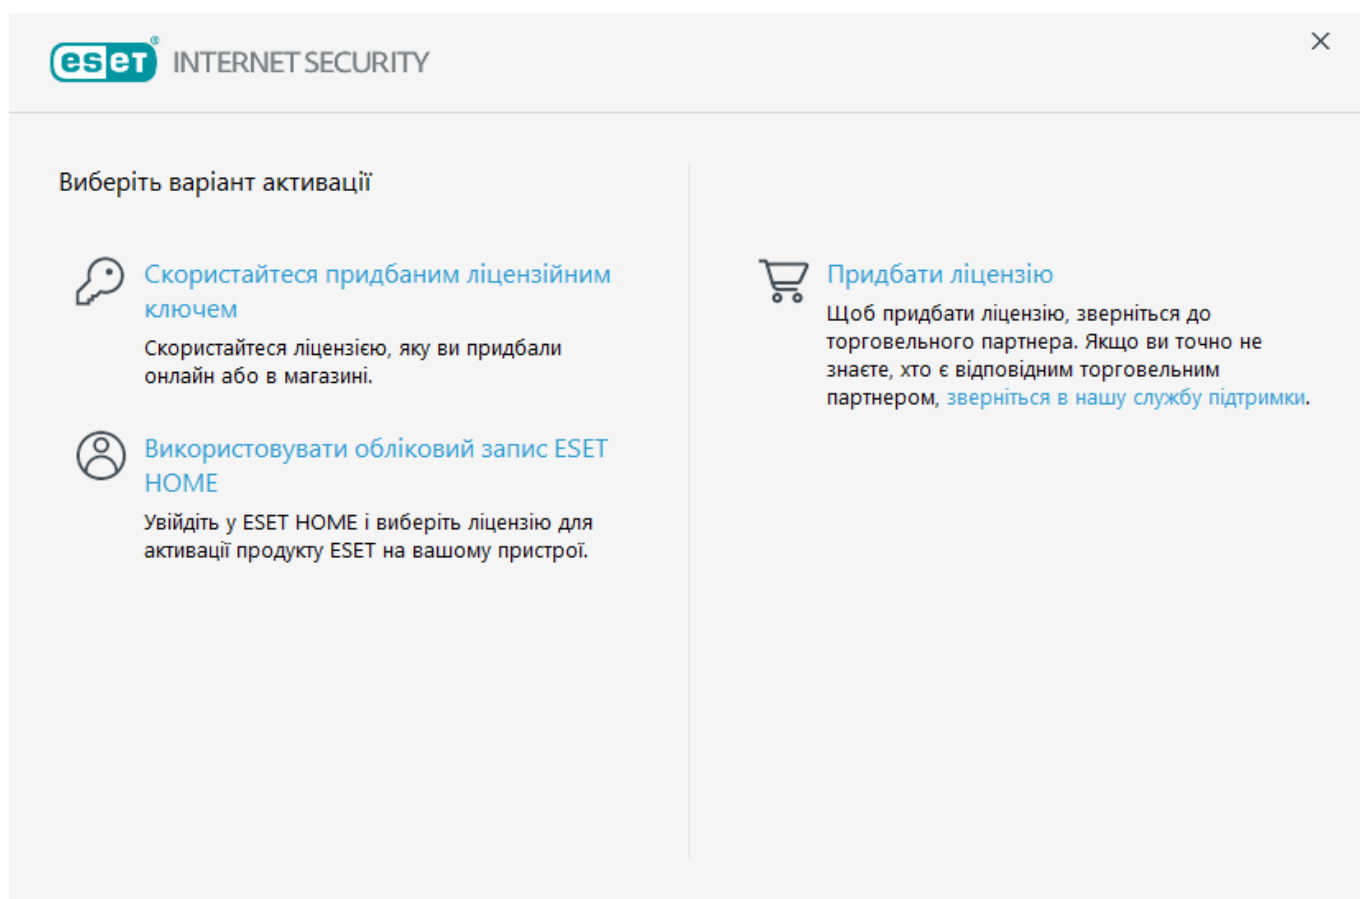 eset® INTERNET SECURITY
Виберіть варіант активації
Скористайтеся придбаним ліцензійним
ключем
Скористайтеся ліцензією, яку ви придбали
онлайн або в магазині.
Використовувати обліковий запис ESET
HOME
Увійдіть у ESET HOME і виберіть ліцензію для
активації продукту ESET на вашому пристрої.
Придбати ліцензію
Щоб придбати ліцензію, зверніться до
торговельного партнера. Якщо ви точно не
знаєте, хто є відповідним торговельним
партнером, зверніться в нашу службу підтримки.